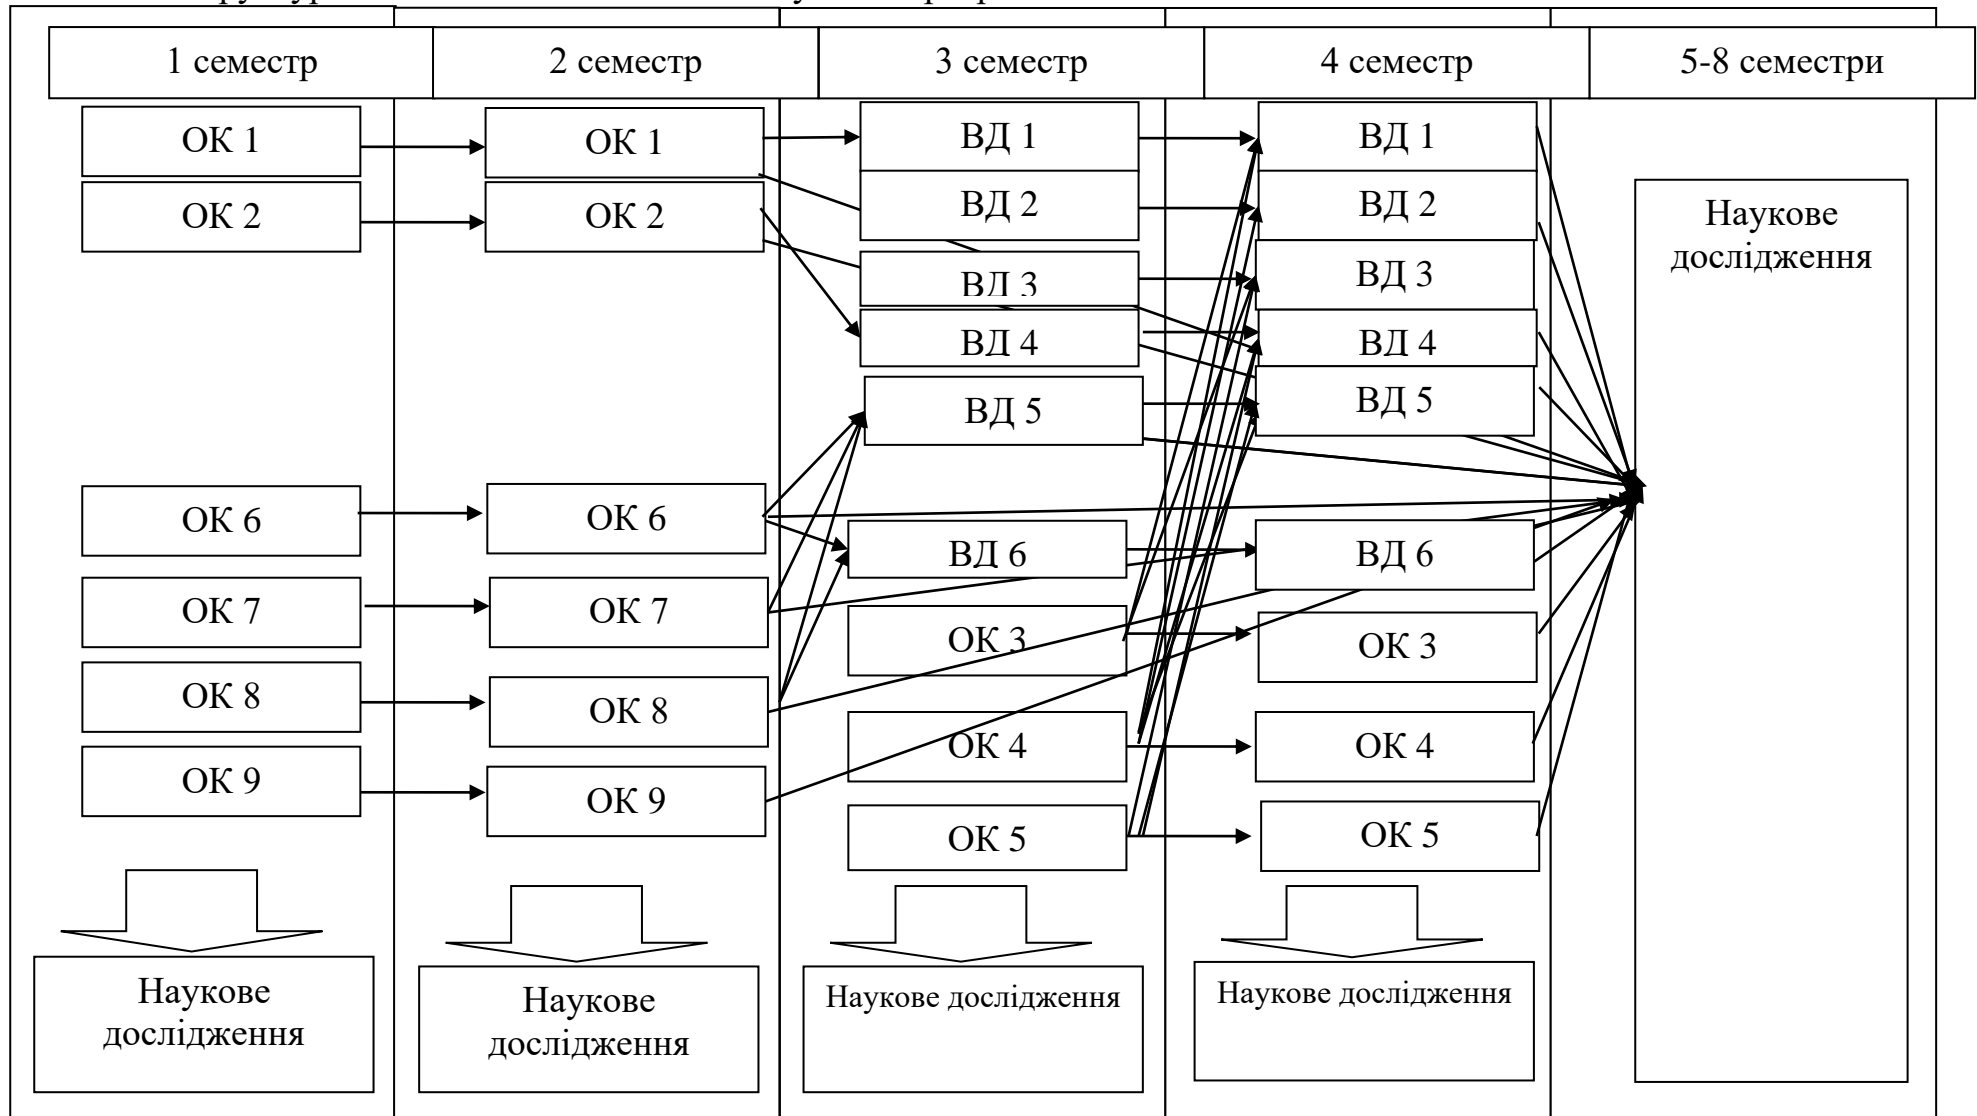 1 семестр
2 семестр
3 семестр
4 семестр
5-8 семестри
ОК 1
ОК 2
ОК 6
ОК 7
ОК 8
ОК 9
Наукове
дослідження
ОК 1
ОК 2
ОК 6
ОК 7
ОК 8
ОК 9
Наукове
дослідження
ВД 1
ВД 2
ВД 3
ВД 4
ВД 5
ВД 6
ОК 3
ОК 4
ОК 5
Наукове дослідження
ВД 1
ВД 2
ВД 3
ВД 4
ВД 5
ВД 6
ОК 3
ОК 4
ОК 5
Наукове дослідження
Наукове
дослідження